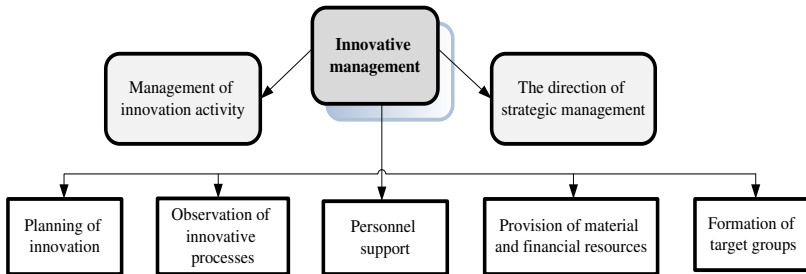 Innovative
management
Management of
innovation activity
The direction of
strategic management
Planning of
innovation
Observation of
innovative
processes
Personnel
support
Provision of material
and financial resources
Formation of
target groups